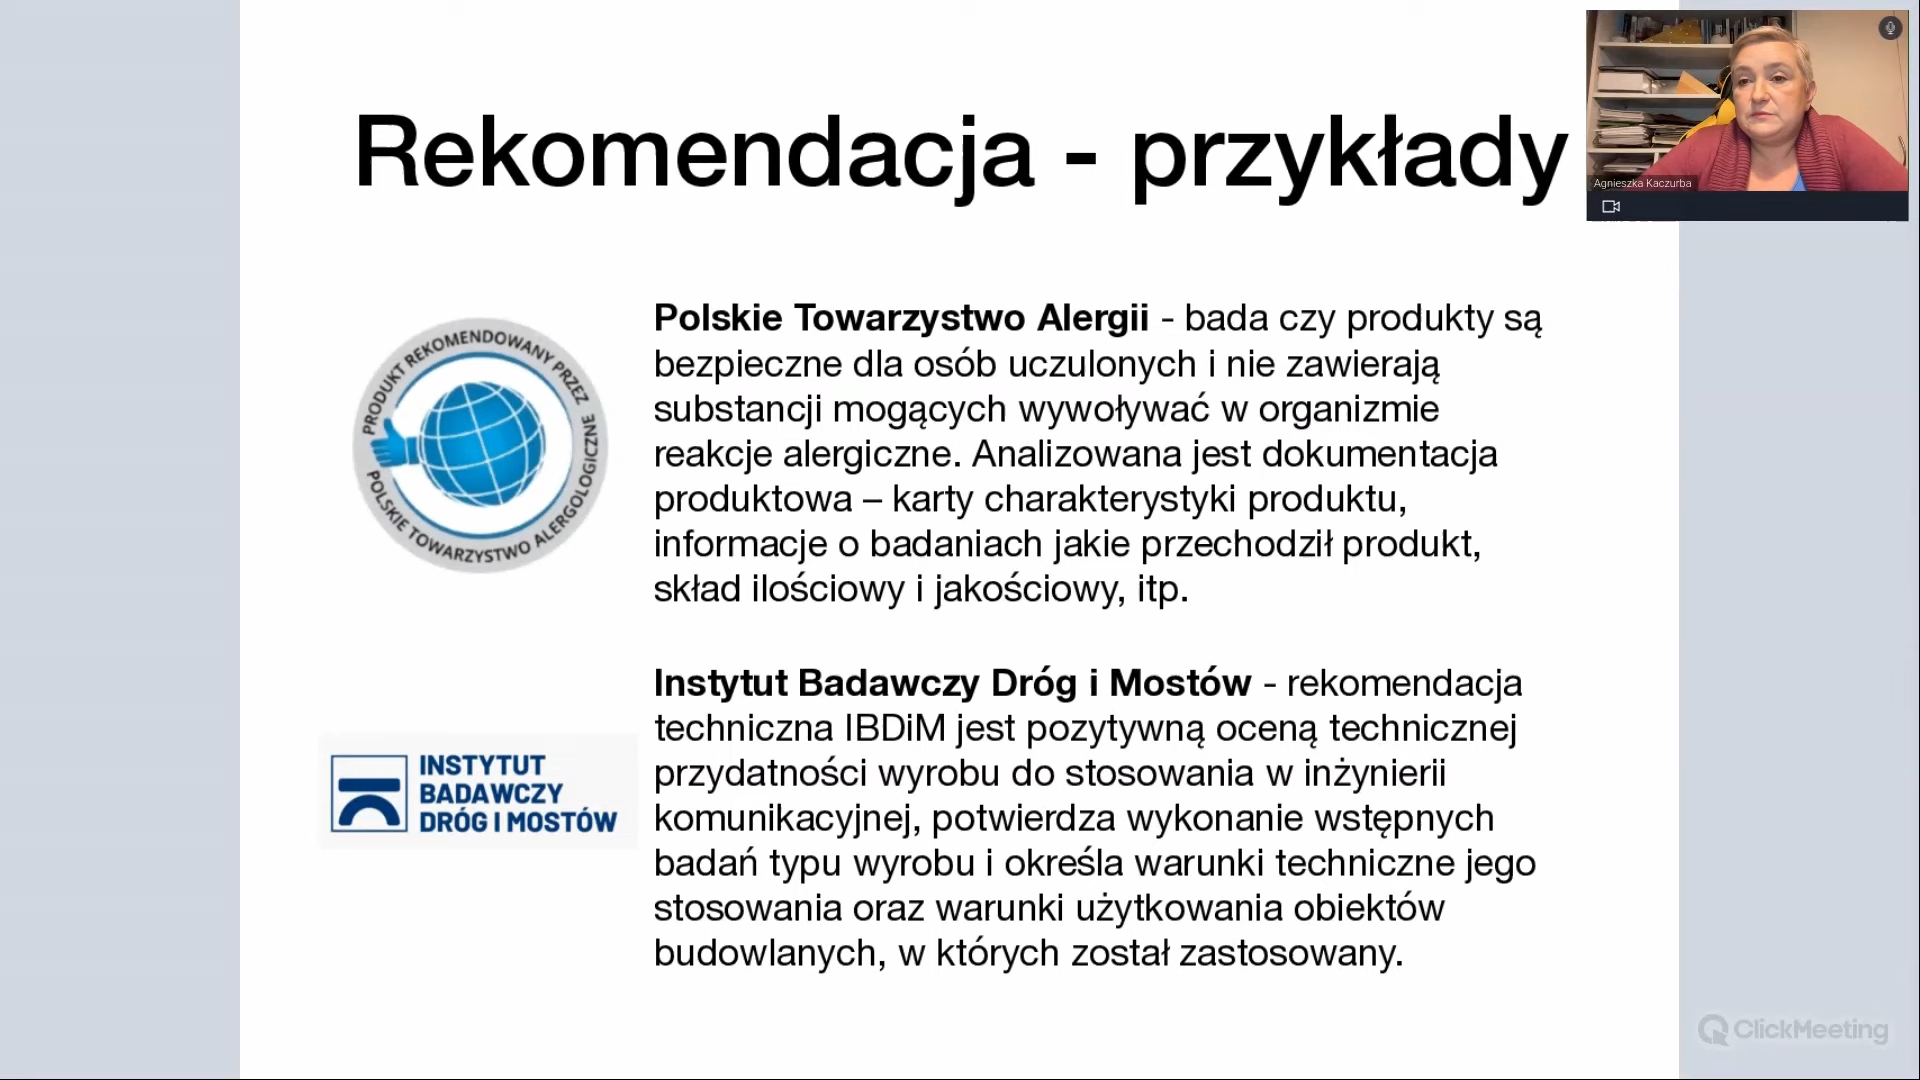 Rekomendacja - przykłady
Agnieszka Kaczurba
PRODUKT REKOMENDOWANY PRZEZ
POLSKIE TOWARZYSTWO ALERGOLOGICZNE
Polskie Towarzystwo Alergii - bada czy produkty są
bezpieczne dla osób uczulonych i nie zawierają
substancji mogących wywoływać w organizmie
reakcje alergiczne. Analizowana jest dokumentacja
produktowa – karty charakterystyki produktu,
informacje o badaniach jakie przechodził produkt,
skład ilościowy i jakościowy, itp.
INSTYTUT
BADAWCZY
DRÓG I MOSTÓW
Instytut Badawczy Dróg i Mostów - rekomendacja
techniczna IBDiM jest pozytywną oceną technicznej
przydatności wyrobu do stosowania w inżynierii
komunikacyjnej, potwierdza wykonanie wstępnych
badań typu wyrobu i określa warunki techniczne jego
stosowania oraz warunki użytkowania obiektów
budowlanych, w których został zastosowany.
ClickMeeting